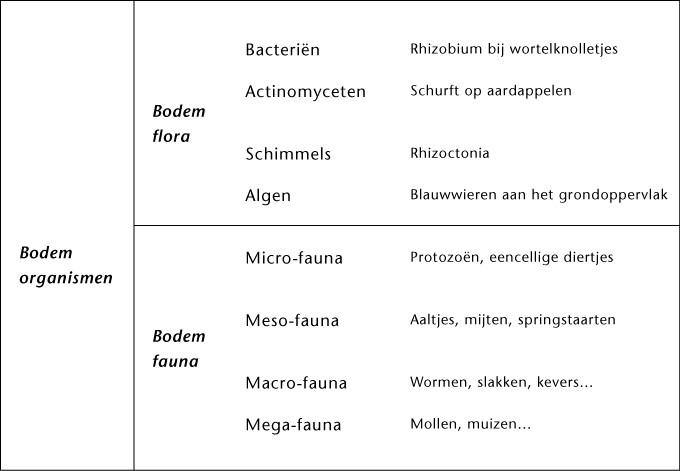 Bodem
organismen
Bodem
flora
Bacteriën Rhizobium bij wortelknolletjes
Actinomyceten Schurft op aardappelen
Schimmels Rhizoctonia
Algen Blauwwieren aan het grondoppervlak
Bodem
fauna
Micro-fauna Protozoën, eencellige diertjes
Meso-fauna Aaltjes, mijten, springstaarten
Macro-fauna Wormen, slakken, kevers...
Mega-fauna Mollen, muizen...